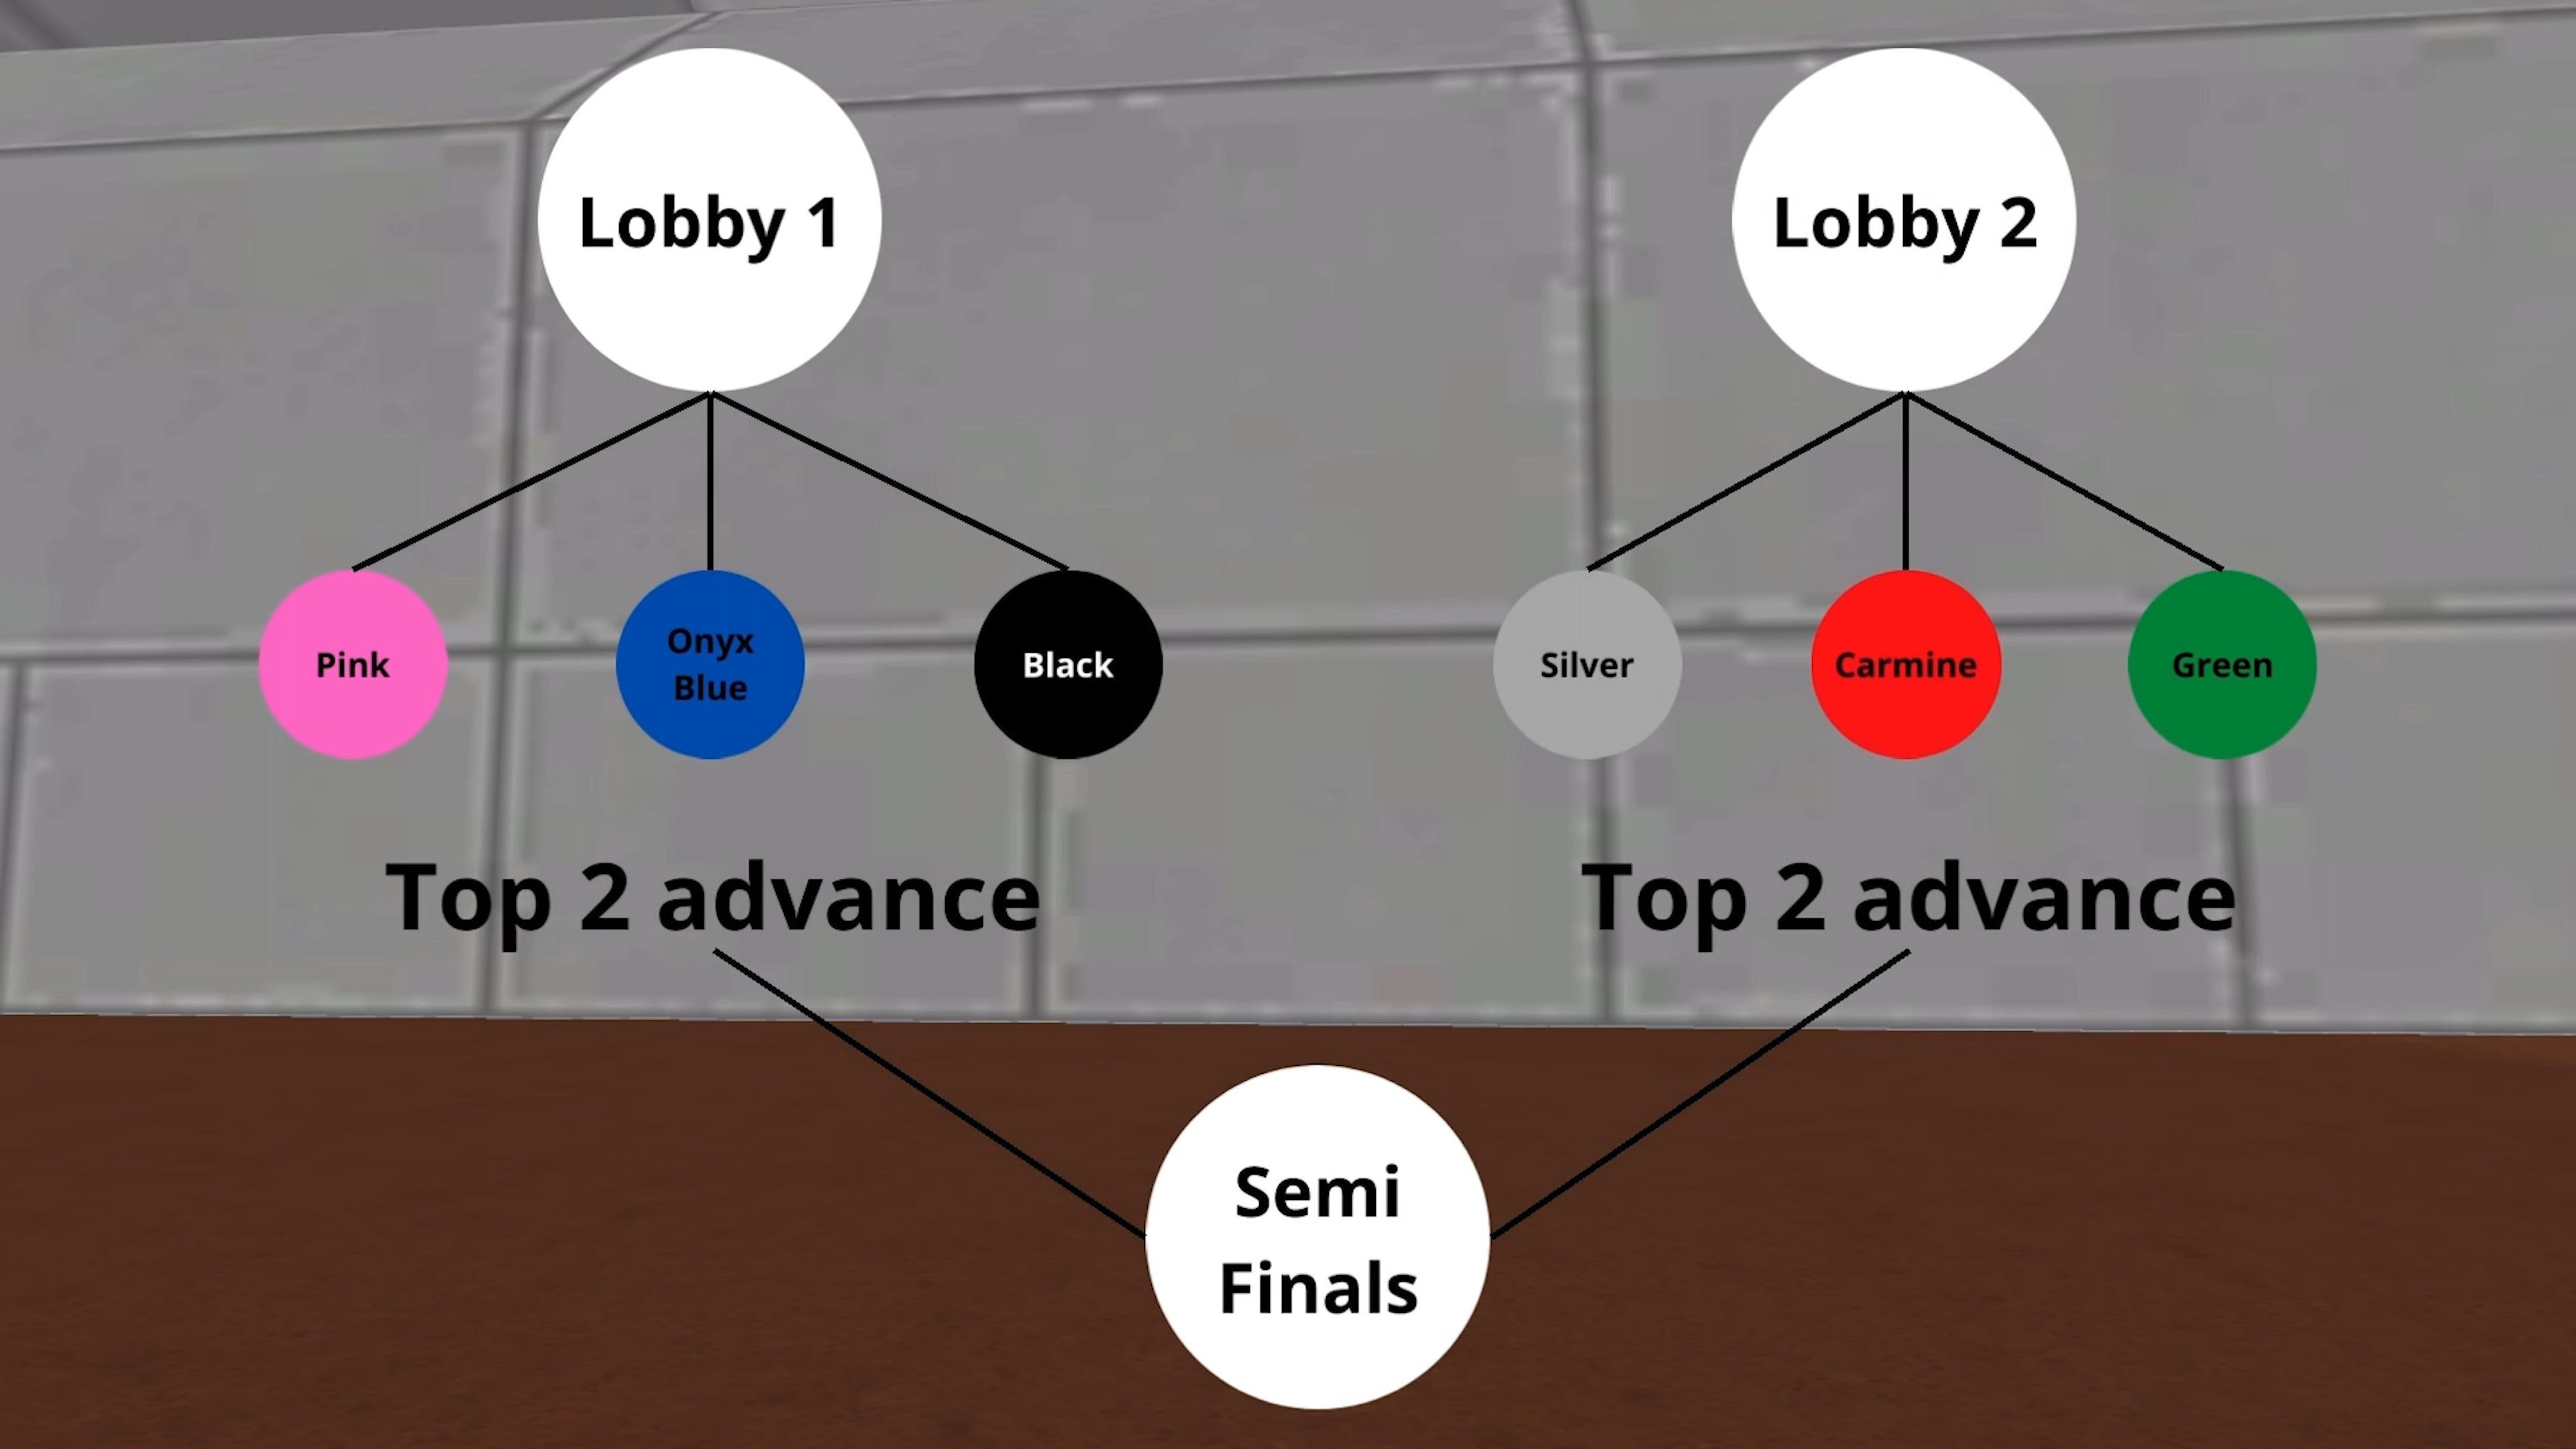 Lobby 1
Lobby 2
Pink
Onyx
Blue
Black
Silver
Carmine
Green
Top 2 advance
Top 2 advance
Semi
Finals